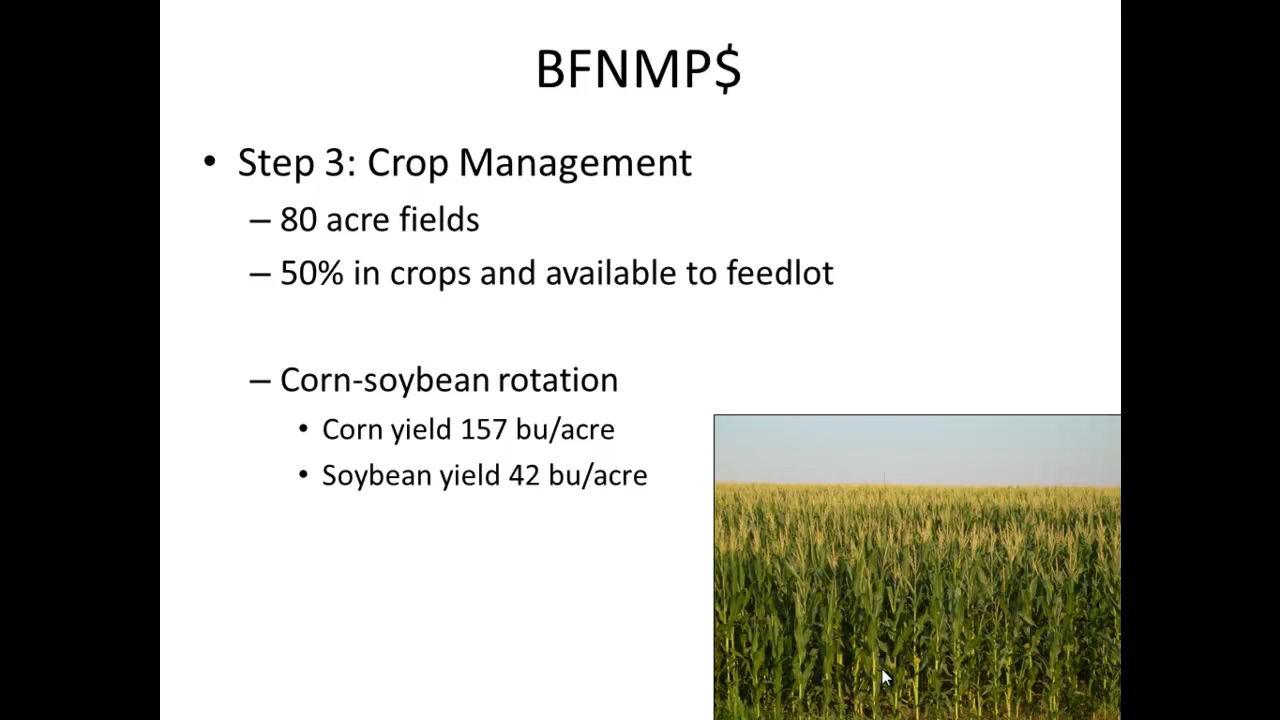 BFNMP$
• Step 3: Crop Management
– 80 acre fields
– 50% in crops and available to feedlot
– Corn-soybean rotation
• Corn yield 157 bu/acre
• Soybean yield 42 bu/acre